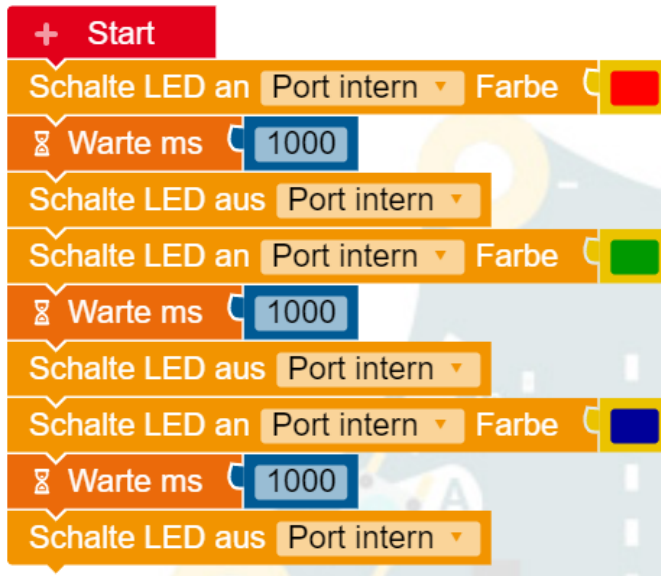 + Start
Schalte LED an Port intern Farbe
Warte ms 1000
Schalte LED aus Port intern
Schalte LED an Port intern Farbe
Warte ms 1000
Schalte LED aus Port intern
Schalte LED an Port intern Farbe
Warte ms 1000
A
Schalte LED aus Port intern